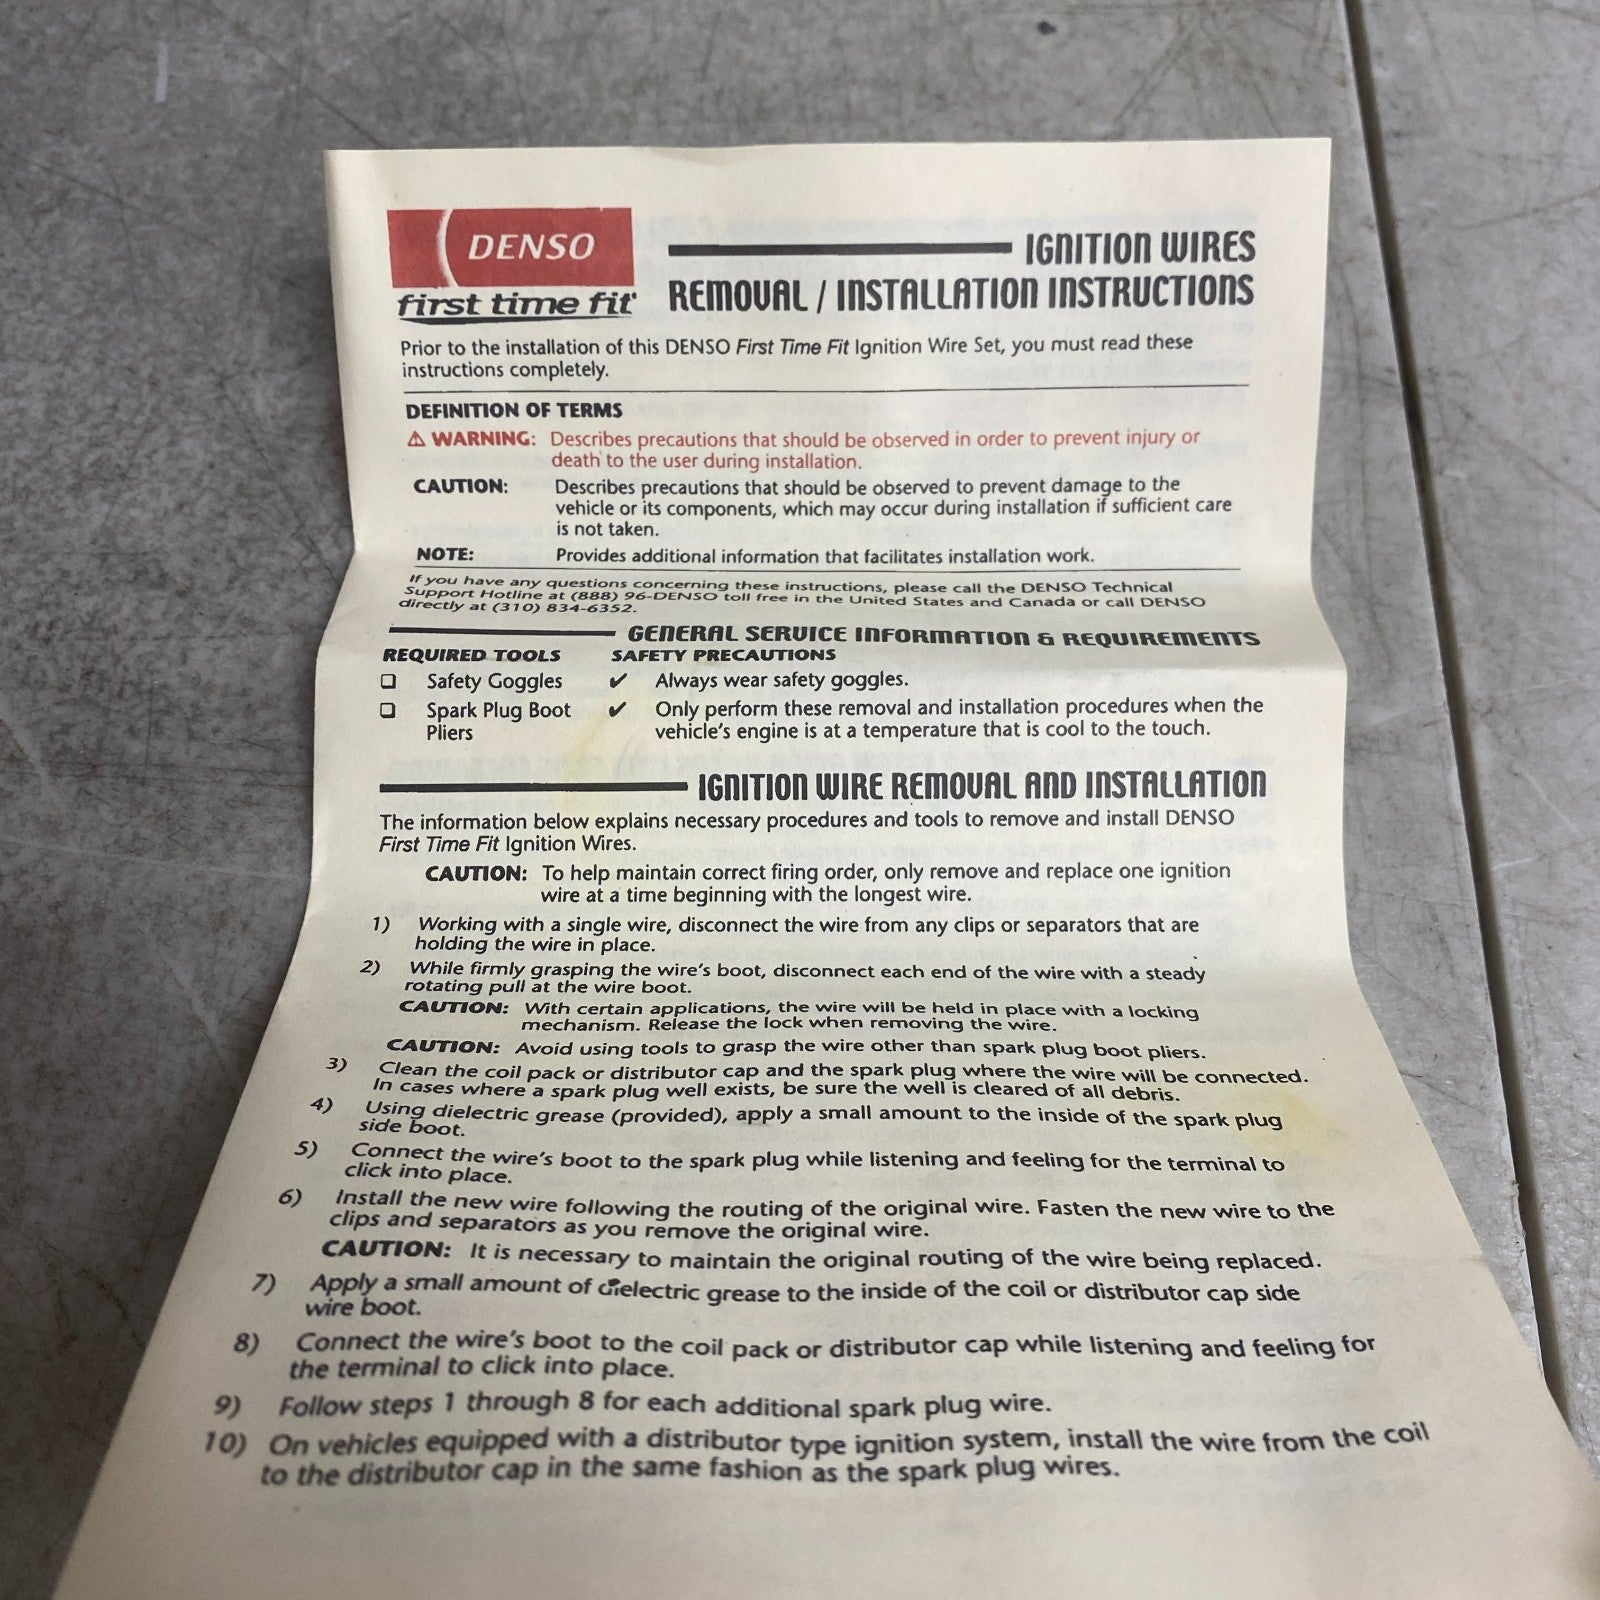 DENSO
first time fit
IGNITION WIRES
REMOVAL / INSTALLATION INSTRUCTIONS
Prior to the installation of this DENSO First Time Fit Ignition Wire Set, you must read these
instructions completely.
DEFINITION OF TERMS
⚠ WARNING: Describes precautions that should be observed in order to prevent injury or
death to the user during installation.
CAUTION: Describes precautions that should be observed to prevent damage to the
vehicle or its components, which may occur during installation if sufficient care
is not taken.
NOTE: Provides additional information that facilitates installation work.
If you have any questions concerning these instructions, please call the DENSO Technical
Support Hotline at (888) 96-DENSO toll free in the United States and Canada or call DENSO
directly at (310) 834-6352.
GENERAL SERVICE INFORMATION & REQUIREMENTS
REQUIRED TOOLS
❑ Safety Goggles
❑ Spark Plug Boot
Pliers
SAFETY PRECAUTIONS
✔ Always wear safety goggles.
✔ Only perform these removal and installation procedures when the
vehicle's engine is at a temperature that is cool to the touch.
IGNITION WIRE REMOVAL AND INSTALLATION
The information below explains necessary procedures and tools to remove and install DENSO
First Time Fit Ignition Wires.
CAUTION: To help maintain correct firing order, only remove and replace one ignition
wire at a time beginning with the longest wire.
1) Working with a single wire, disconnect the wire from any clips or separators that are
holding the wire in place.
2) While firmly grasping the wire's boot, disconnect each end of the wire with a steady
rotating pull at the wire boot.
CAUTION: With certain applications, the wire will be held in place with a locking
mechanism. Release the lock when removing the wire.
CAUTION: Avoid using tools to grasp the wire other than spark plug boot pliers.
3) Clean the coil pack or distributor cap and the spark plug where the wire will be connected.
In cases where a spark plug well exists, be sure the well is cleared of all debris.
4) Using dielectric grease (provided), apply a small amount to the inside of the spark plug
side boot.
5) Connect the wire's boot to the spark plug while listening and feeling for the terminal to
click into place.
6) Install the new wire following the routing of the original wire. Fasten the new wire to the
clips and separators as you remove the original wire.
CAUTION: It is necessary to maintain the original routing of the wire being replaced.
7) Apply a small amount of dielectric grease to the inside of the coil or distributor cap side
wire boot.
8) Connect the wire's boot to the coil pack or distributor cap while listening and feeling for
the terminal to click into place.
9) Follow steps 1 through 8 for each additional spark plug wire.
10) On vehicles equipped with a distributor type ignition system, install the wire from the coil
to the distributor cap in the same fashion as the spark plug wires.